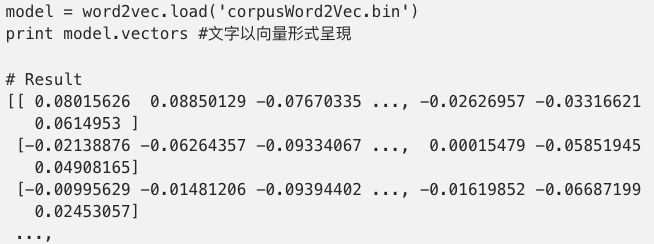 model = word2vec.load('corpusWord2Vec.bin')
print model.vectors #文字以向量形式呈現
# Result
[[ 0.08015626  0.08850129 -0.07670335 ..., -0.02626957 -0.03316621
   0.0614953 ]
 [-0.02138876 -0.06264357 -0.09334067 ...,  0.00015479 -0.05851945
   0.04908165]
 [-0.00995629 -0.01481206 -0.09394402 ..., -0.01619852 -0.06687199
   0.02453057]
 ...,